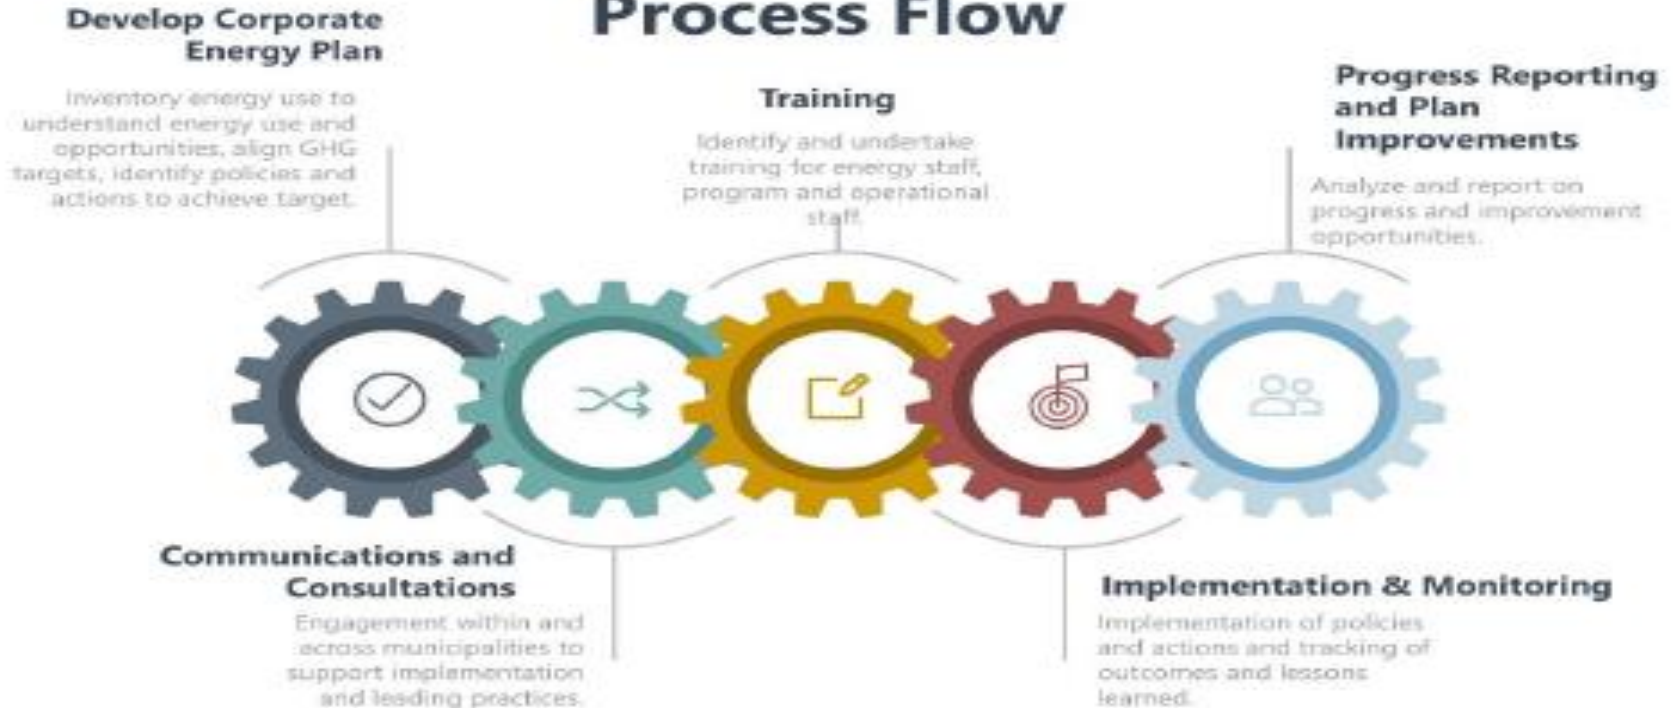 Process Flow
Develop Corporate
Energy Plan
Inventory energy use to
understand energy use and
opportunities, align GHG
targets, identify policies and
actions to achieve target.
Communications and
Consultations
Engagement within and
across municipalities to
support implementation
and leading practices.
Training
Identify and undertake
training for energy staff,
program and operational
staff.
Implementation & Monitoring
Implementation of policies
and actions and tracking of
outcomes and lessons
learned.
Progress Reporting
and Plan
Improvements
Analyze and report on
progress and improvement
opportunities.